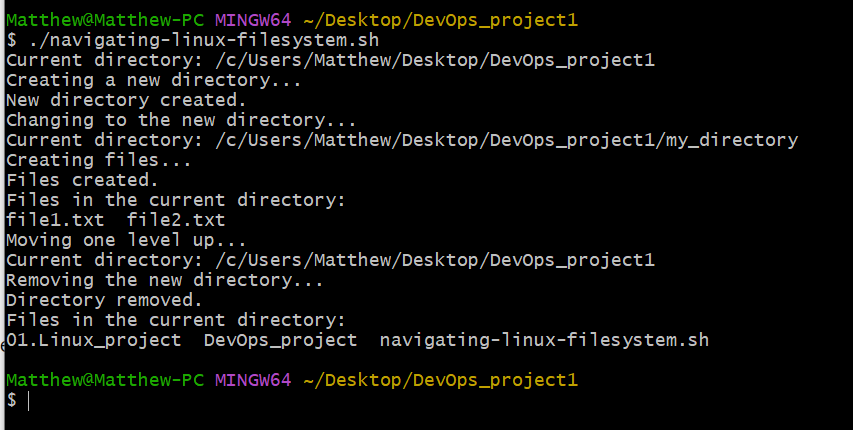 Matthew@Matthew-PC MINGW64 ~/Desktop/DevOps_project1
$ ./navigating-linux-filesystem.sh
Current directory: /c/Users/Matthew/Desktop/DevOps_project1
Creating a new directory...
New directory created.
Changing to the new directory...
Current directory: /c/Users/Matthew/Desktop/DevOps_project1/my_directory
Creating files...
Files created.
Files in the current directory:
file1.txt  file2.txt
Moving one level up...
Current directory: /c/Users/Matthew/Desktop/DevOps_project1
Removing the new directory...
Directory removed.
Files in the current directory:
01.Linux_project  DevOps_project  navigating-linux-filesystem.sh
Matthew@Matthew-PC MINGW64 ~/Desktop/DevOps_project1
$